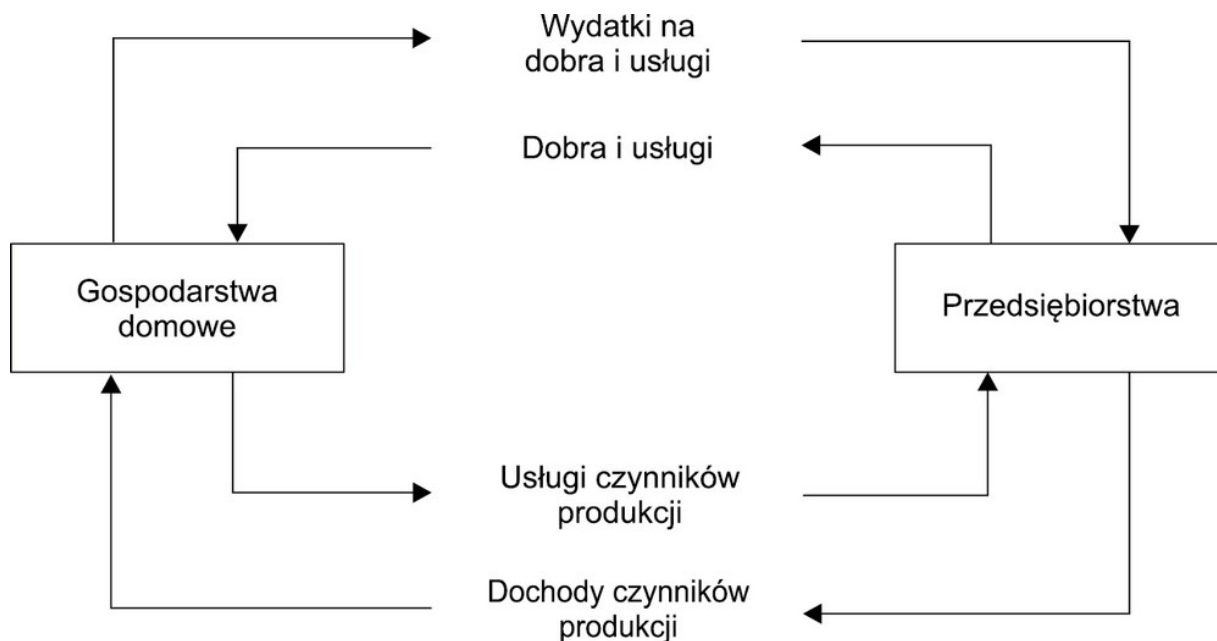 Wydatki na
dobra i usługi
Dobra i usługi
Gospodarstwa
domowe
Przedsiębiorstwa
Usługi czynników
produkcji
Dochody czynników
produkcji